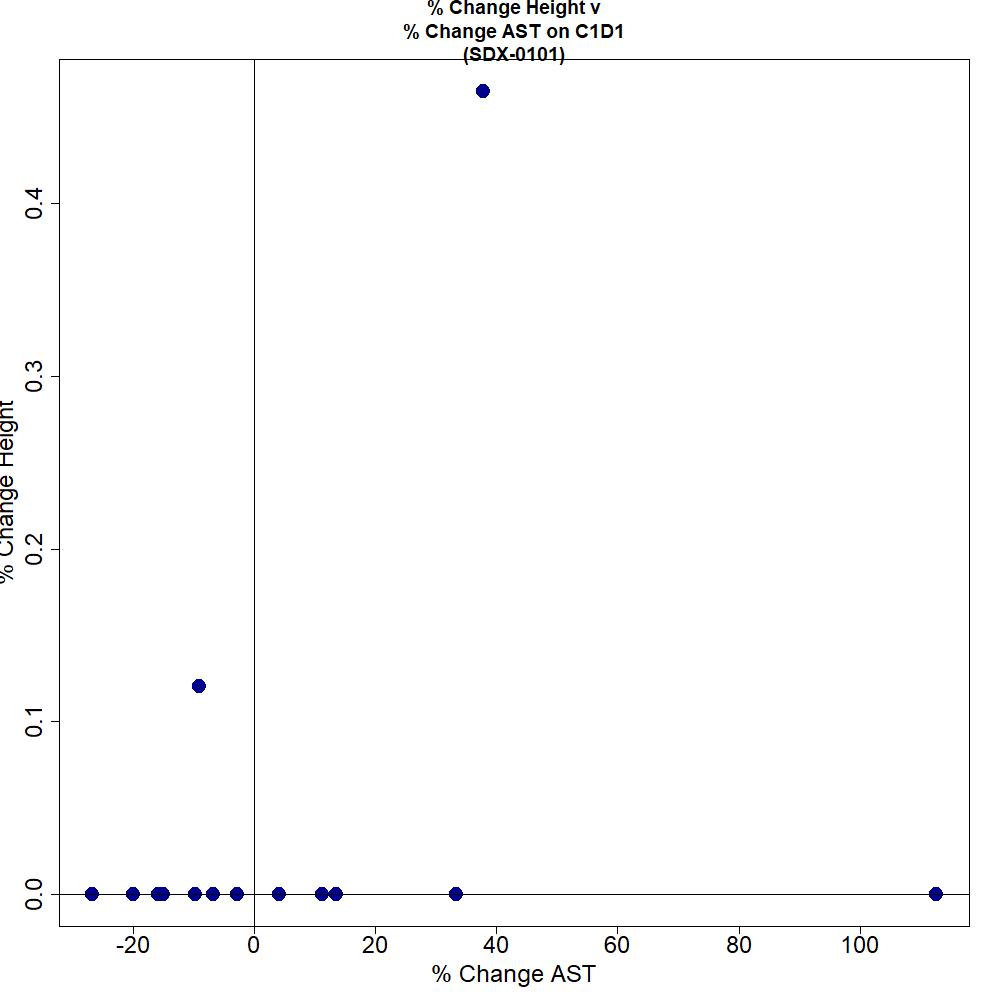 % Change Height v
% Change AST on C1D1
(SDX-0101)
% Change Height
0.4
0.3
0.2
0.1
0.0
-20 0 20 40 60 80 100
% Change AST